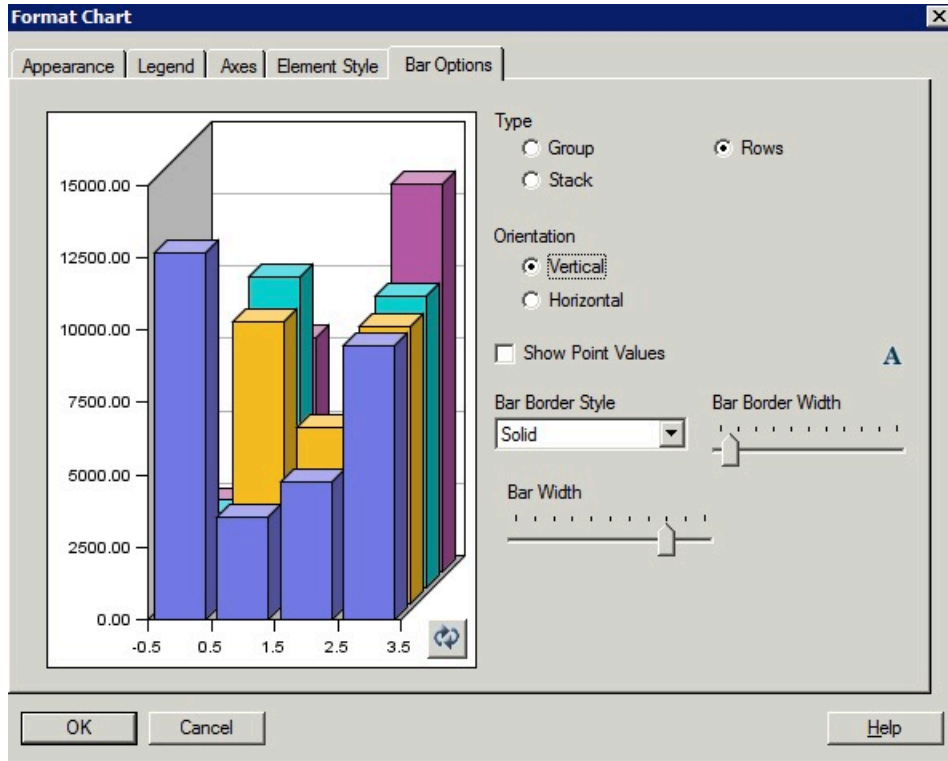 Format Chart
Appearance Legend Axes Element Style Bar Options
Type
Group Rows
Stack
Orientation
Vertical
Horizontal
Show Point Values A
Bar Border Style Bar Border Width
Solid
Bar Width
15000.00
12500.00
10000.00
7500.00
5000.00
2500.00
0.00
-0.5 0.5 1.5 2.5 3.5
OK Cancel Help